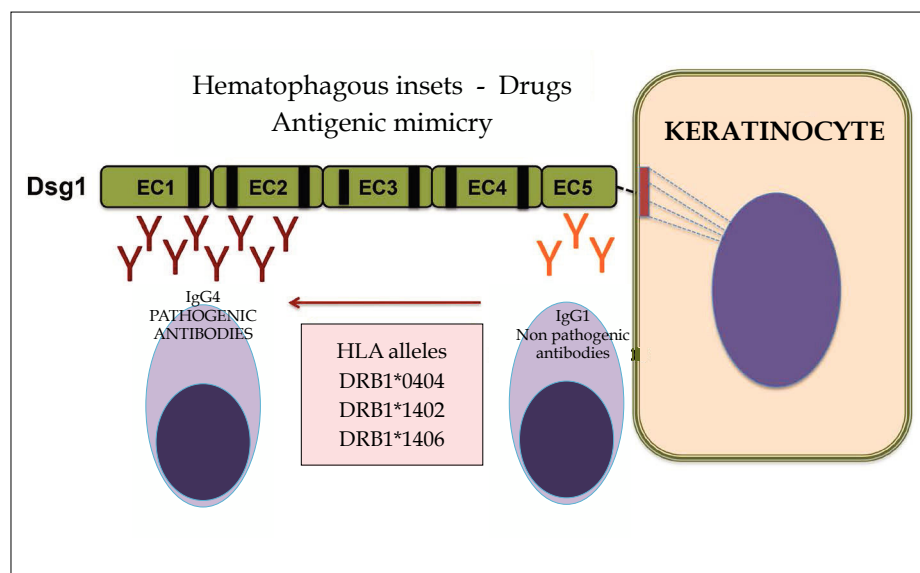 Hematophagous insets - Drugs
Antigenic mimicry
KERATINOCYTE
Dsg1
EC1
EC2
EC3
EC4
EC5
IgG4
PATHOGENIC
ANTIBODIES
HLA alleles
DRB1*0404
DRB1*1402
DRB1*1406
IgG1
Non pathogenic
antibodies